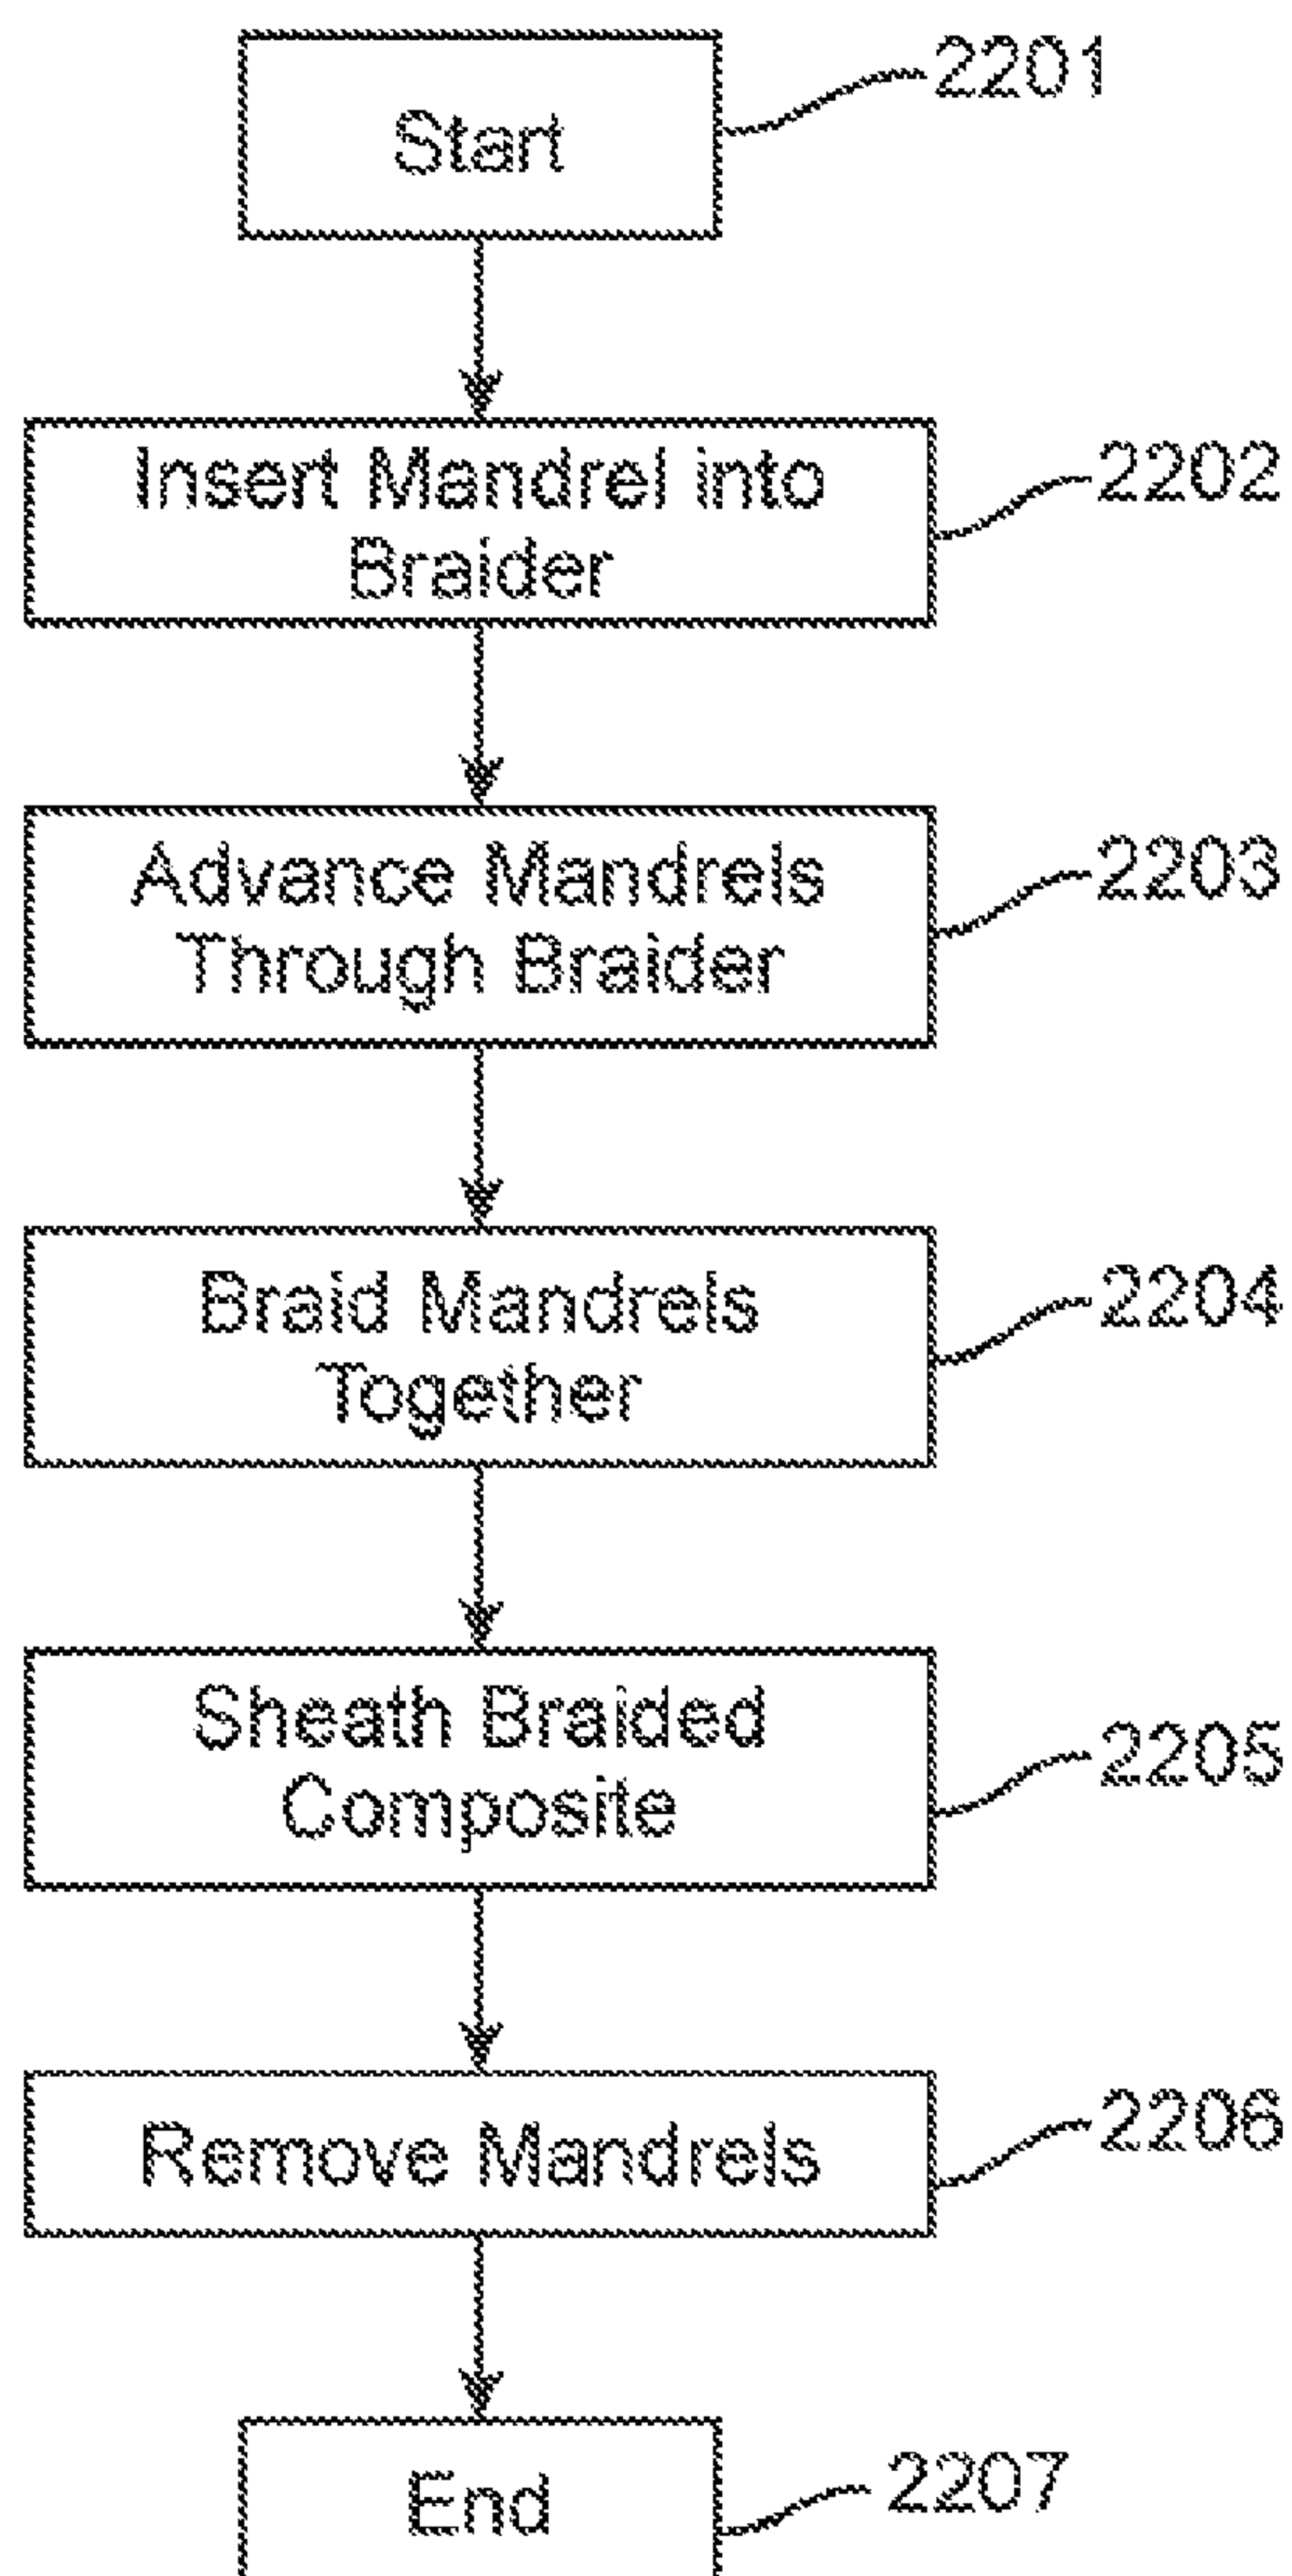 Start
2201
Insert Mandrel into
Braider
2202
Advance Mandrels
Through Braider
2203
Braid Mandrels
Together
2204
Sheath Braided
Composite
2205
Remove Mandrels
2206
End
2207